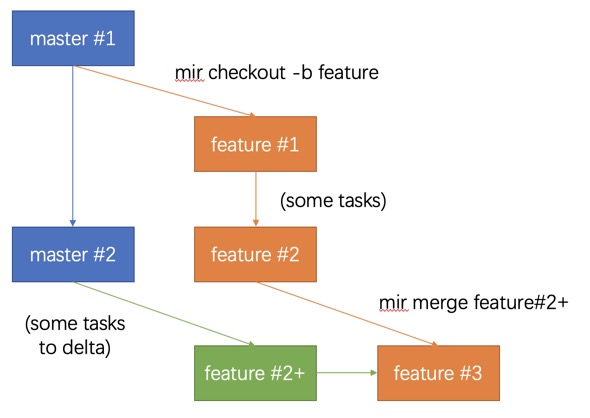 master #1
mir checkout -b feature
feature #1
(some tasks)
master #2
feature #2
mir merge feature#2+
(some tasks
to delta)
feature #2+
feature #3